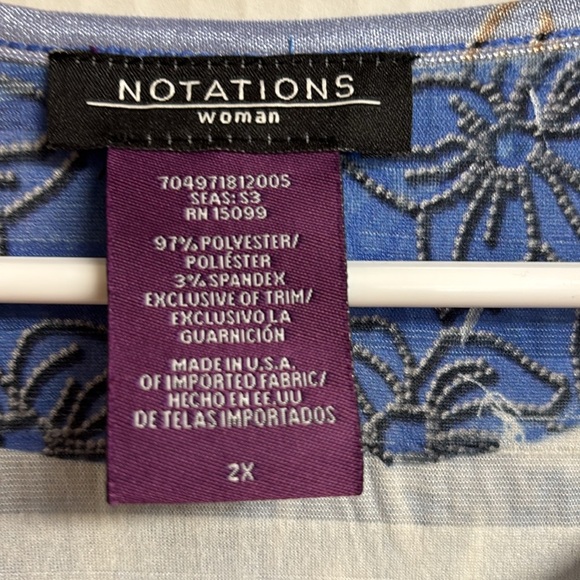 NOTATIONS
woman
70497181200S
SEAS: S3
RN 15099
97% POLYESTER/
POLIÉSTER
3% SPANDEX
EXCLUSIVE OF TRIM/
EXCLUSIVO LA
GUARNICIÓN
MADE IN U.S.A.
OF IMPORTED FABRIC/
HECHO EN EE.UU
DE TELAS IMPORTADOS
2X